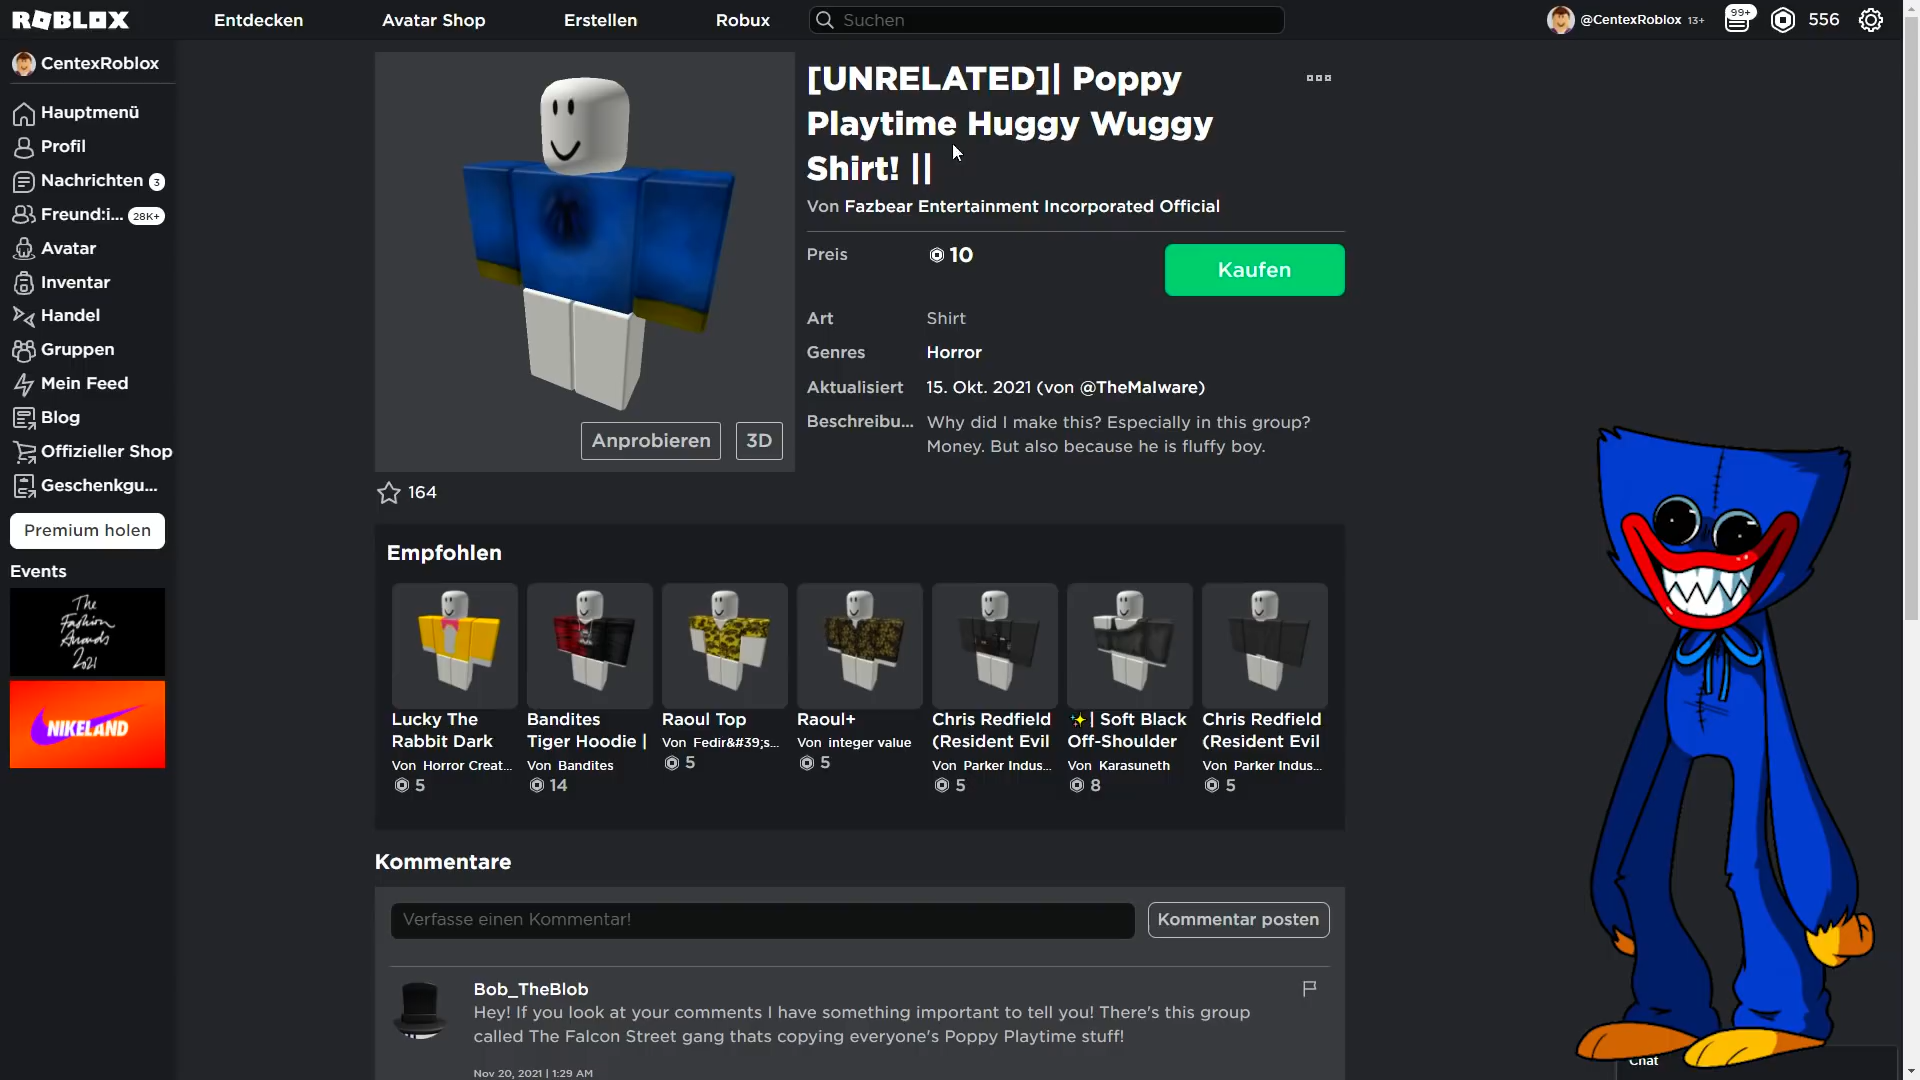 ROBLOX
Entdecken
Avatar Shop
Erstellen
Robux
Suchen
@CentexRoblox 13+
99+
556
CentexRoblox
Hauptmenü
Profil
Nachrichten 3
Freund:i... 28K+
Avatar
Inventar
Handel
Gruppen
Mein Feed
Blog
Offizieller Shop
Geschenkgu...
Premium holen
Events
The
Fashion
Awards
2021
NIKELAND
Anprobieren
3D
164
[UNRELATED]| Poppy
Playtime Huggy Wuggy
Shirt! ||
Von Fazbear Entertainment Incorporated Official
Preis 10
Kaufen
Art Shirt
Genres Horror
Aktualisiert 15. Okt. 2021 (von @TheMalware)
Beschreibu... Why did I make this? Especially in this group?
Money. But also because he is fluffy boy.
Empfohlen
Lucky The
Rabbit Dark
Von Horror Creat...
5
Bandites
Tiger Hoodie |
Von Bandites
14
Raoul Top
Von Fedir&#39;s...
5
Raoul+
Von integer value
5
Chris Redfield
(Resident Evil
Von Parker Indus...
5
✨| Soft Black
Off-Shoulder
Von Karasuneth
8
Chris Redfield
(Resident Evil
Von Parker Indus...
5
Kommentare
Verfasse einen Kommentar!
Kommentar posten
Bob_TheBlob
Hey! If you look at your comments I have something important to tell you! There's this group
called The Falcon Street gang thats copying everyone's Poppy Playtime stuff!
Nov 20, 2021 | 1:29 AM
Chat